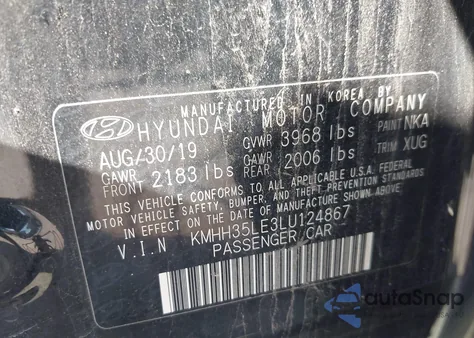 MANUFACTURED IN KOREA BY
HYUNDAI MOTOR COMPANY
AUG/30/19 GVWR 3968 lbs PAINT NKA
GAWR FRONT 2183 lbs GAWR REAR 2006 lbs TRIM XUG
THIS VEHICLE CONFORMS TO ALL APPLICABLE U.S.A. FEDERAL
MOTOR VEHICLE SAFETY, BUMPER, AND THEFT PREVENTION STANDARDS
IN EFFECT ON THE DATE OF MANUFACTURE SHOWN ABOVE.
V.I.N KMHH35LE3LU124867
PASSENGER CAR
autoSnap